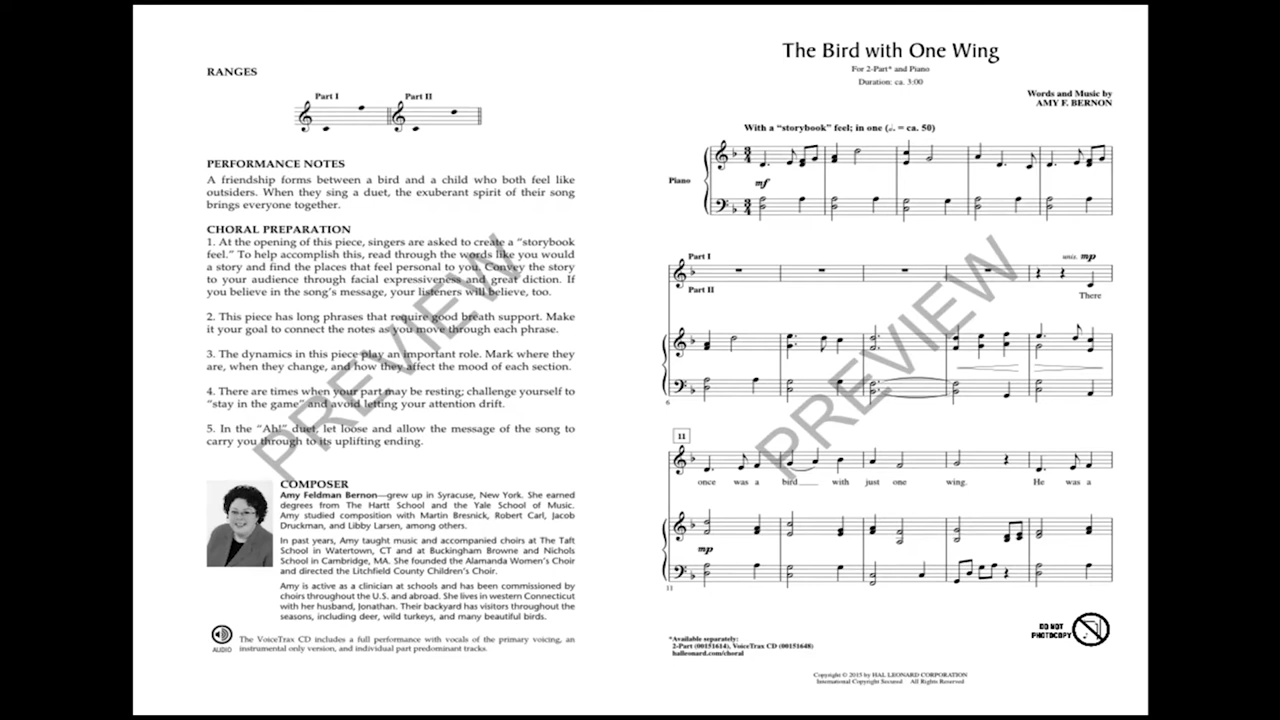 RANGES
Part I
Part II
PERFORMANCE NOTES
A friendship forms between a bird and a child who both feel like
outsiders. When they sing a duet, the exuberant spirit of their song
brings everyone together.
CHORAL PREPARATION
1. At the opening of this piece, singers are asked to create a “storybook
feel.” To help accomplish this, read through the words like you would
a story and find the places that feel personal to you. Convey the story
to your audience through facial expressiveness and great diction. If
you believe in the song’s message, your listeners will believe, too.
2. This piece has long phrases that require good breath support. Make
it your goal to connect the notes as you move through each phrase.
3. The dynamics in this piece play an important role. Mark where they
are, when they change, and how they affect the mood of each section.
4. There are times when your part may be resting; challenge yourself to
“stay in the game” and avoid letting your attention drift.
5. In the “Ah!” duet, let loose and allow the message of the song to
carry you through to its uplifting ending.
COMPOSER
Amy Feldman Bernon—grew up in Syracuse, New York. She earned
degrees from The Hartt School and the Yale School of Music.
Amy studied composition with Martin Bresnick, Robert Carl, Jacob
Druckman, and Libby Larsen, among others.
In past years, Amy taught music and accompanied choirs at The Taft
School in Watertown, CT and at Buckingham Browne and Nichols
School in Cambridge, MA. She founded the Alamanda Women’s Choir
and directed the Litchfield County Children’s Choir.
Amy is active as a clinician at schools and has been commissioned by
choirs throughout the U.S. and abroad. She lives in western Connecticut
with her husband, Jonathan. Their backyard has visitors throughout the
seasons, including deer, wild turkeys, and many beautiful birds.
AUDIO
The VoiceTrax CD includes a full performance with vocals of the primary voicing, an
instrumental only version, and individual part predominant tracks.
PREVIEW
The Bird with One Wing
For 2-Part* and Piano
Duration: ca. 3:00
Words and Music by
AMY F. BERNON
With a “storybook” feel; in one (𝅗𝅥. = ca. 50)
Piano
mf
Part I
unis. mp
Part II
There
6
11
once was a bird____ with just one wing. He was a
mp
11
PREVIEW
DO NOT
PHOTOCOPY
*Available separately:
2-Part (00151614), VoiceTrax CD (00151648)
halleonard.com/choral
Copyright © 2015 by HAL LEONARD CORPORATION
International Copyright Secured All Rights Reserved